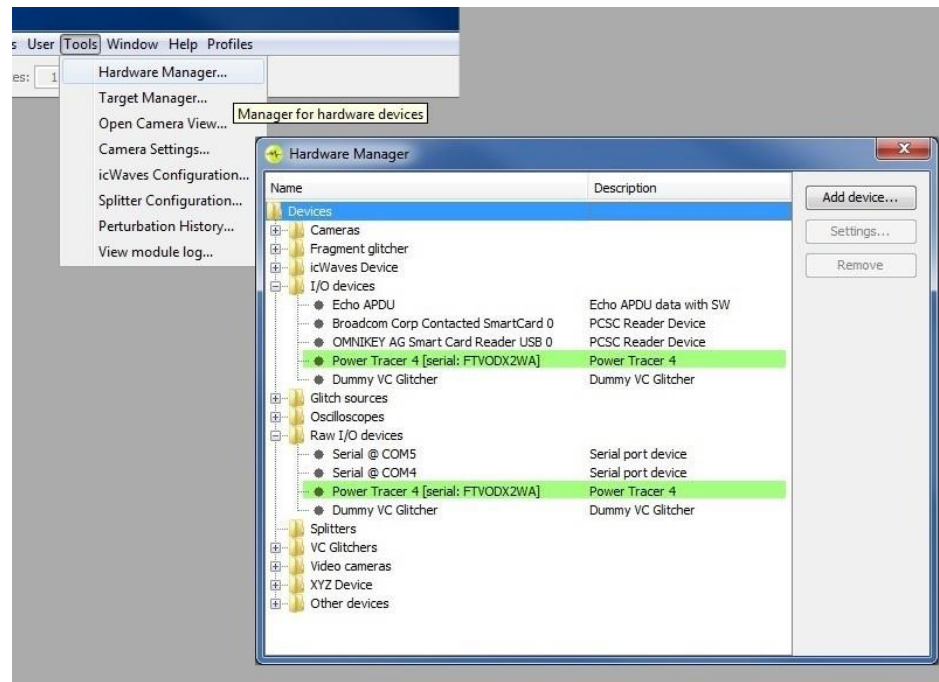 s User Tools Window Help Profiles
es: 1
Hardware Manager...
Target Manager...
Manager for hardware devices
Open Camera View...
Camera Settings...
icWaves Configuration...
Splitter Configuration...
Perturbation History...
View module log...
Hardware Manager
Name Description
Add device...
Settings...
Remove
Devices
Cameras
Fragment glitcher
icWaves Device
I/O devices
Echo APDU Echo APDU data with SW
Broadcom Corp Contacted SmartCard 0 PCSC Reader Device
OMNIKEY AG Smart Card Reader USB 0 PCSC Reader Device
Power Tracer 4 [serial: FTVODX2WA] Power Tracer 4
Dummy VC Glitcher Dummy VC Glitcher
Glitch sources
Oscilloscopes
Raw I/O devices
Serial @ COM5 Serial port device
Serial @ COM4 Serial port device
Power Tracer 4 [serial: FTVODX2WA] Power Tracer 4
Dummy VC Glitcher Dummy VC Glitcher
Splitters
VC Glitchers
Video cameras
XYZ Device
Other devices